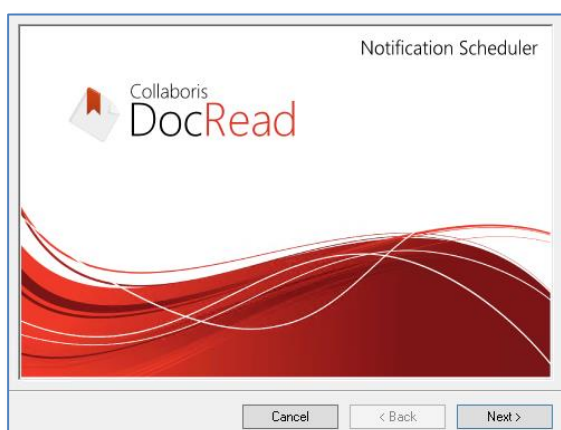 Notification Scheduler
Collaboris
DocRead
Cancel
< Back
Next >